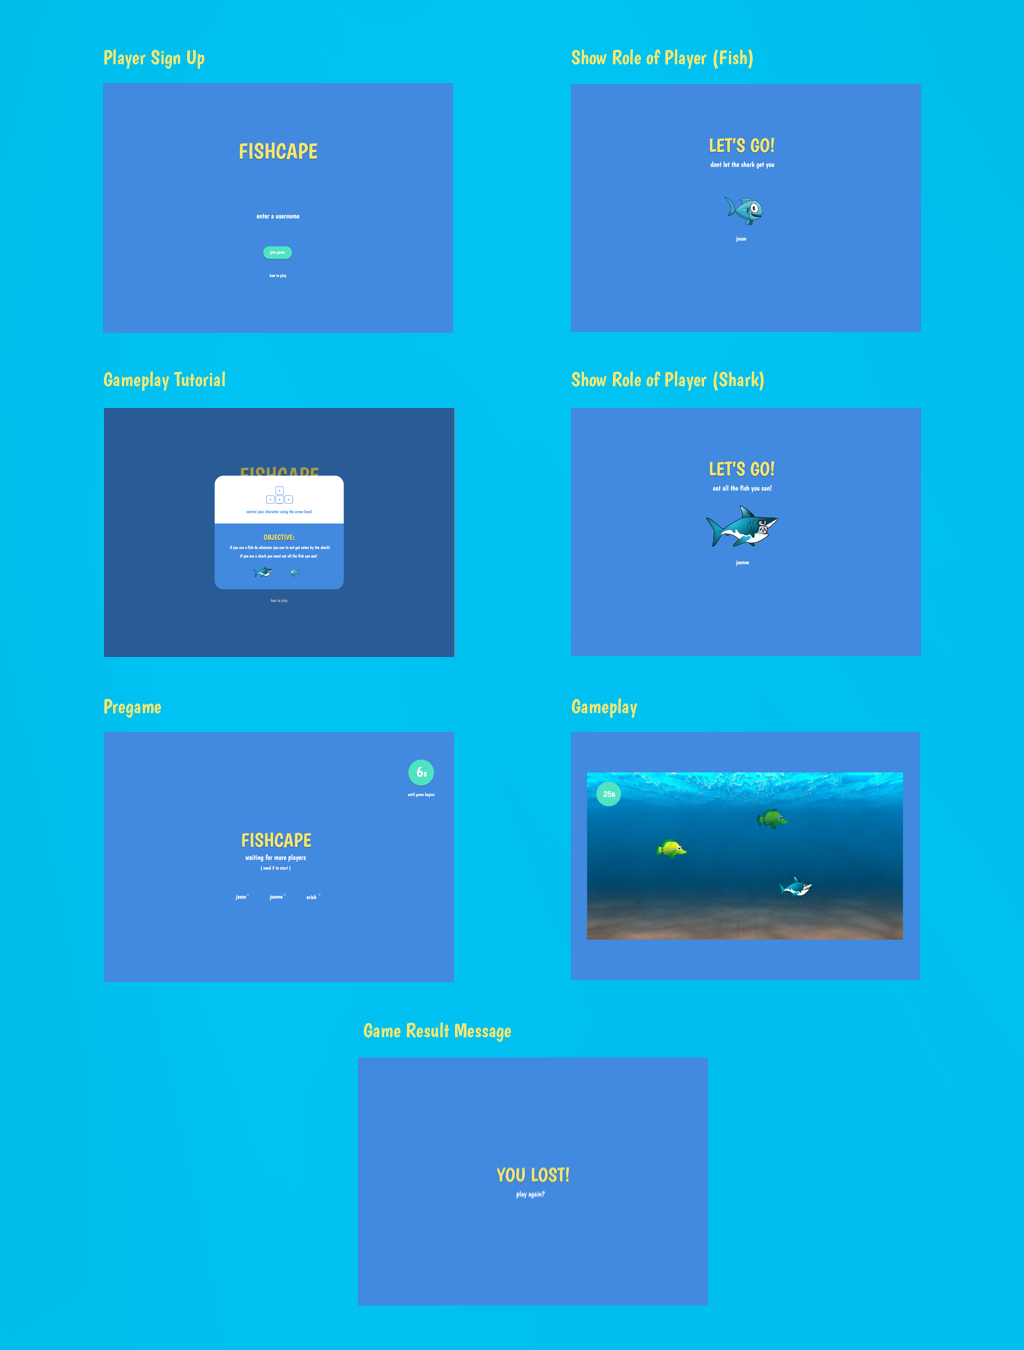 Player Sign Up
FISHCAPE
enter a username
join game
how to play
Show Role of Player (Fish)
LET'S GO!
dont let the shark get you
jason
Gameplay Tutorial
FISHCAPE
control your character using the arrow keys!
OBJECTIVE:
if you are a fish do whatever you can to not get eaten by the shark!
if you are a shark you must eat all the fish you can!
how to play
Show Role of Player (Shark)
LET'S GO!
eat all the fish you can!
joanne
Pregame
6s
until game begins
FISHCAPE
waiting for more players
( need 3 to start )
jason joanne erick
Gameplay
25s
Game Result Message
YOU LOST!
play again?